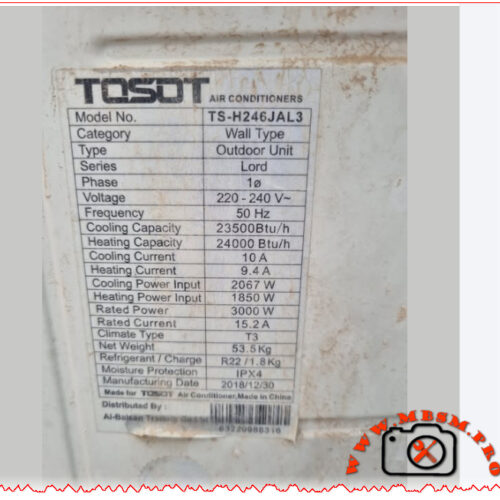 TOSOT AIR CONDITIONERS
Model No. TS-H246JAL3
Category Wall Type
Type Outdoor Unit
Series Lord
Phase 1ø
Voltage 220 - 240 V~
Frequency 50 Hz
Cooling Capacity 23500Btu/h
Heating Capacity 24000 Btu/h
Cooling Current 10 A
Heating Current 9.4 A
Cooling Power Input 2067 W
Heating Power Input 1850 W
Rated Power 3000 W
Rated Current 15.2 A
Climate Type T3
Net Weight 53.5 Kg
Refrigerant / Charge R22 / 1.8 Kg
Moisture Protection IPX4
Manufacturing Date 2018/12/30
Made for TOSOT Air Conditioner, Made in China
Distributed By :
WWW.MBSM.PRO